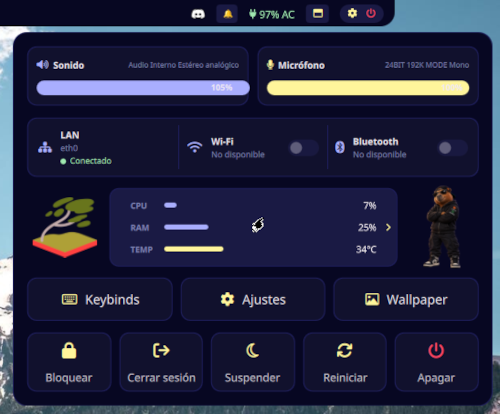 97% AC
Sonido
Audio Interno Estéreo analógico
105%
Micrófono
24BIT 192K MODE Mono
LAN
eth0
Conectado
Wi-Fi
No disponible
Bluetooth
No disponible
CPU 7%
RAM 25%
TEMP 34°C
Keybinds
Ajustes
Wallpaper
Bloquear
Cerrar sesión
Suspender
Reiniciar
Apagar